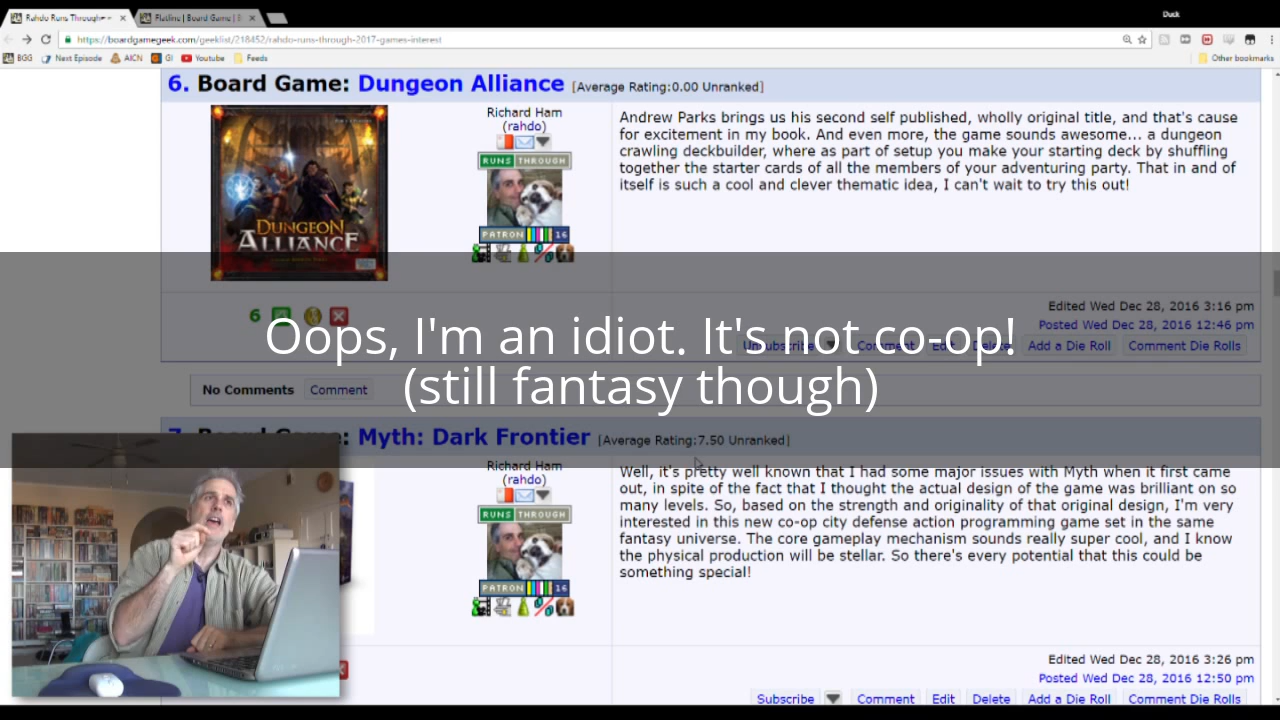 Duck
Rahdo Runs Through
Flatline | Board Game |
https://boardgamegeek.com/geeklist/218452/rahdo-runs-through-2017-games-interest
BGG Next Episode AICN GI Youtube Feeds Other bookmarks
6. Board Game: Dungeon Alliance [Average Rating:0.00 Unranked]
DUNGEON
ALLIANCE
Richard Ham
(rahdo)
RUNS THROUGH
PATRON 16
Andrew Parks brings us his second self published, wholly original title, and that's cause
for excitement in my book. And even more, the game sounds awesome... a dungeon
crawling deckbuilder, where as part of setup you make your starting deck by shuffling
together the starter cards of all the members of your adventuring party. That in and of
itself is such a cool and clever thematic idea, I can't wait to try this out!
6
Edited Wed Dec 28, 2016 3:16 pm
Posted Wed Dec 28, 2016 12:46 pm
Unsubscribe Comment Edit Delete Add a Die Roll Comment Die Rolls
Oops, I'm an idiot. It's not co-op!
(still fantasy though)
No Comments Comment
7. Board Game: Myth: Dark Frontier [Average Rating:7.50 Unranked]
Richard Ham
(rahdo)
RUNS THROUGH
PATRON 16
Well, it's pretty well known that I had some major issues with Myth when it first came
out, in spite of the fact that I thought the actual design of the game was brilliant on so
many levels. So, based on the strength and originality of that original design, I'm very
interested in this new co-op city defense action programming game set in the same
fantasy universe. The core gameplay mechanism sounds really super cool, and I know
the physical production will be stellar. So there's every potential that this could be
something special!
Edited Wed Dec 28, 2016 3:26 pm
Posted Wed Dec 28, 2016 12:50 pm
Subscribe Comment Edit Delete Add a Die Roll Comment Die Rolls